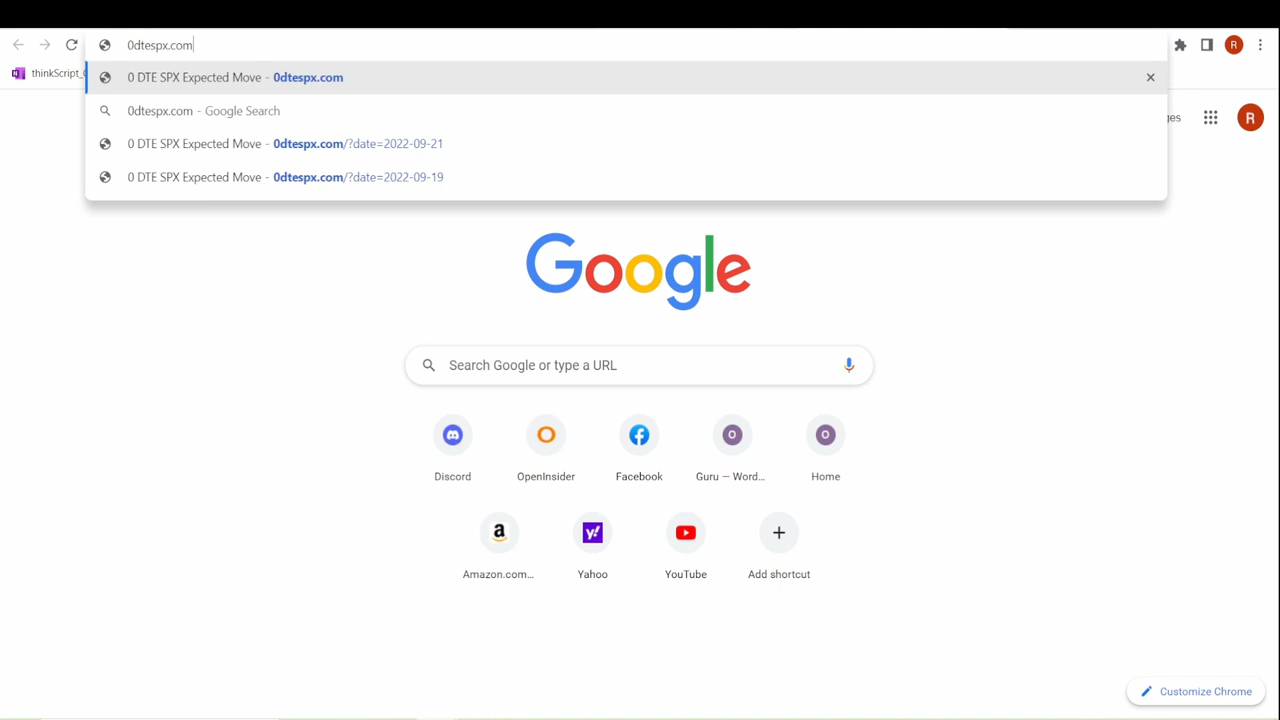 0dtespx.com
0 DTE SPX Expected Move - 0dtespx.com
0dtespx.com - Google Search
0 DTE SPX Expected Move - 0dtespx.com/?date=2022-09-21
0 DTE SPX Expected Move - 0dtespx.com/?date=2022-09-19
R
thinkScript_
ges
R
Google
Search Google or type a URL
O
O
Discord
OpenInsider
Facebook
Guru — Word...
Home
a
y!
Amazon.com...
Yahoo
YouTube
Add shortcut
Customize Chrome